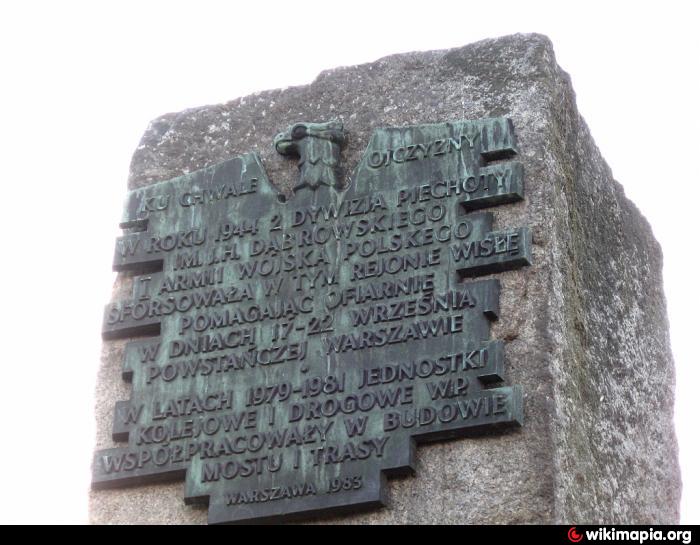 KU CHWALE OJCZYZNY
W ROKU 1944 2 DYWIZJA PIECHOTY
IM. J.H. DĄBROWSKIEGO
I ARMII WOJSKA POLSKIEGO
SFORSOWAŁA W TYM REJONIE WISŁĘ
POMAGAJĄC OFIARNIE
W DNIACH 17-22 WRZEŚNIA
POWSTAŃCZEJ WARSZAWIE
W LATACH 1979-1981 JEDNOSTKI
KOLEJOWE I DROGOWE W.P.
WSPÓŁPRACOWAŁY W BUDOWIE
MOSTU I TRASY
WARSZAWA 1983
wikimapia.org